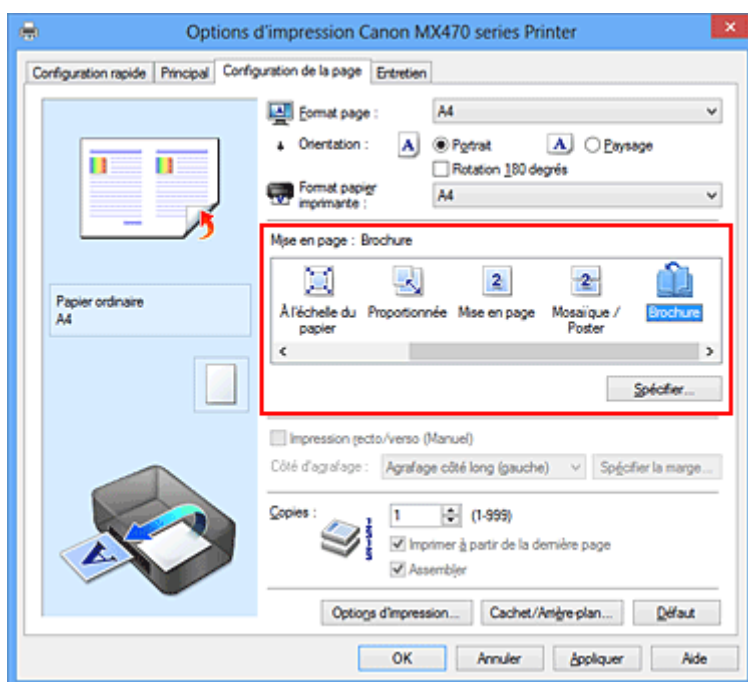 Options d'impression Canon MX470 series Printer
Configuration rapide Principal Configuration de la page Entretien
Format page : A4
Orientation : A Portrait A Paysage
Rotation 180 degrés
Format papier
imprimante : A4
Mise en page : Brochure
À l'échelle du
papier
Proportionnée
Mise en page
Mosaïque /
Poster
Brochure
Spécifier...
Papier ordinaire
A4
Impression recto/verso (Manuel)
Côté d'agrafage : Agrafage côté long (gauche) Spécifier la marge...
Copies : 1 (1-999)
Imprimer à partir de la dernière page
Assembler
Options d'impression... Cachet/Arrière-plan... Défaut
OK Annuler Appliquer Aide